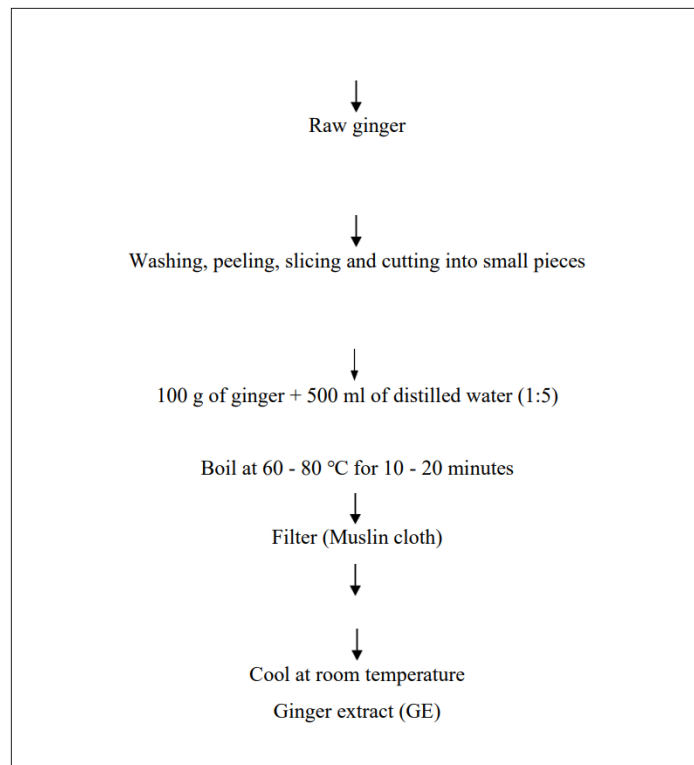 Raw ginger
Washing, peeling, slicing and cutting into small pieces
100 g of ginger + 500 ml of distilled water (1:5)
Boil at 60 - 80 ℃ for 10 - 20 minutes
Filter (Muslin cloth)
Cool at room temperature
Ginger extract (GE)